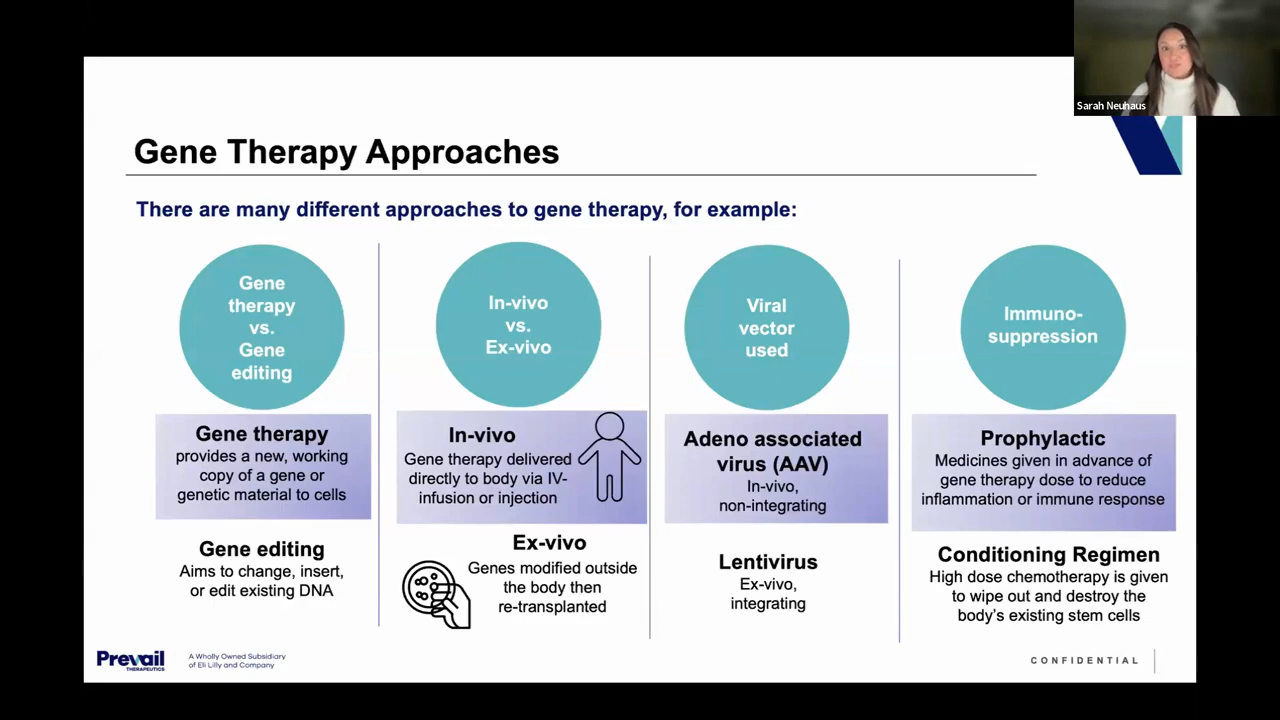 Sarah Neuhaus
Gene Therapy Approaches
There are many different approaches to gene therapy, for example:
Gene
therapy
vs.
Gene
editing
Gene therapy
provides a new, working
copy of a gene or
genetic material to cells
Gene editing
Aims to change, insert,
or edit existing DNA
In-vivo
vs.
Ex-vivo
In-vivo
Gene therapy delivered
directly to body via IV-
infusion or injection
Ex-vivo
Genes modified outside
the body then
re-transplanted
Viral
vector
used
Adeno associated
virus (AAV)
In-vivo,
non-integrating
Lentivirus
Ex-vivo,
integrating
Immuno-
suppression
Prophylactic
Medicines given in advance of
gene therapy dose to reduce
inflammation or immune response
Conditioning Regimen
High dose chemotherapy is given
to wipe out and destroy the
body's existing stem cells
Prevail
THERAPEUTICS
A Wholly Owned Subsidiary
of Eli Lilly and Company
CONFIDENTIAL